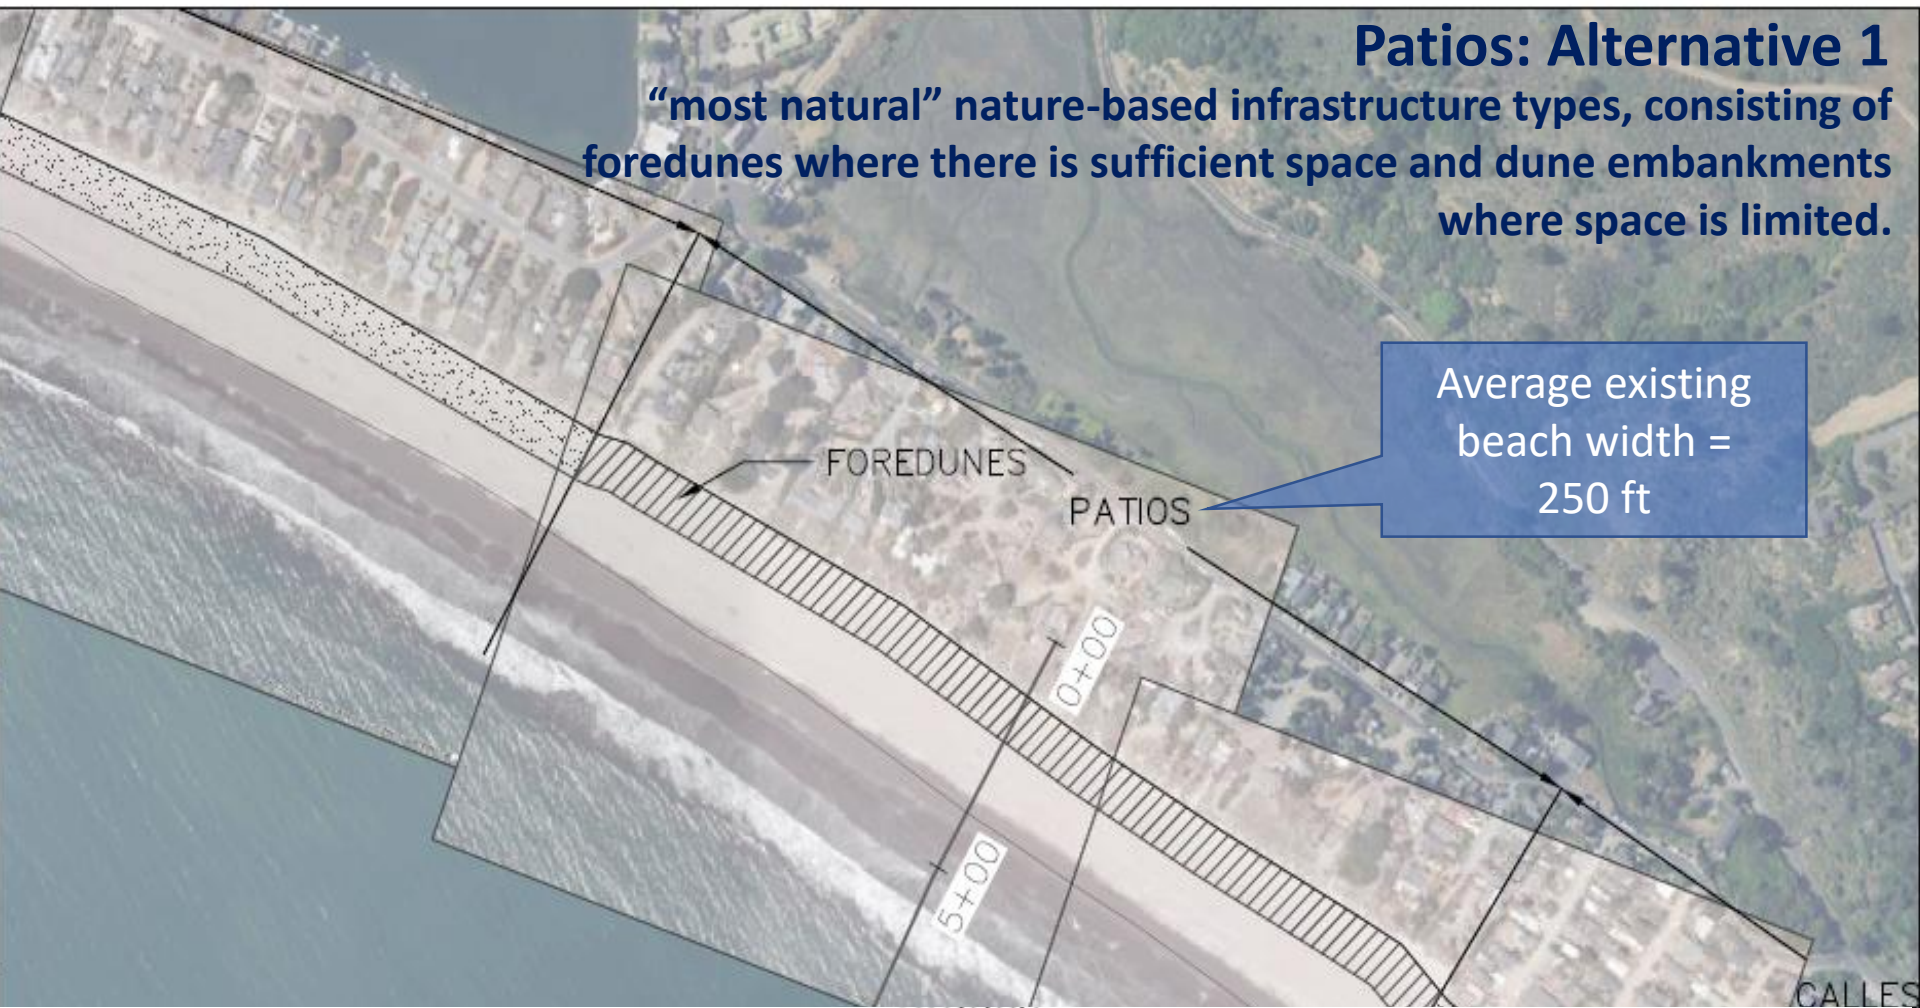 Patios: Alternative 1
“most natural” nature-based infrastructure types, consisting of
foredunes where there is sufficient space and dune embankments
where space is limited.
Average existing
beach width =
250 ft
FOREDUNES
PATIOS
0+00
5+00
CALLES